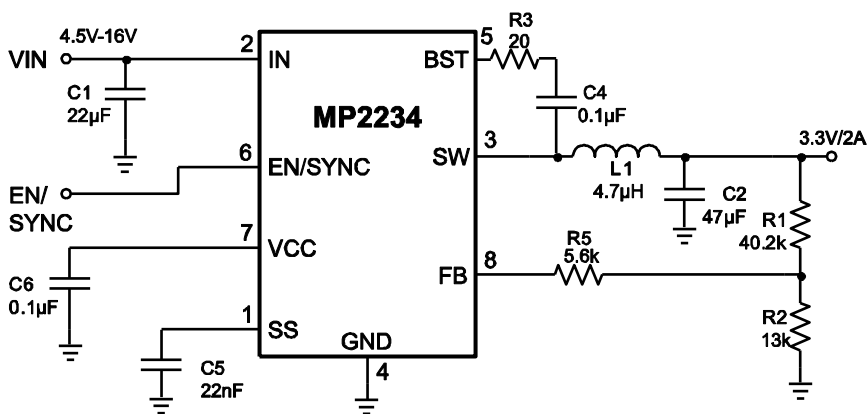 4.5V-16V
VIN
2
IN
C1
22µF
5
BST
R3
20
C4
0.1µF
MP2234
3
SW
L1
4.7µH
3.3V/2A
6
EN/SYNC
EN/
SYNC
C2
47µF
R1
40.2k
7
VCC
C6
0.1µF
8
FB
R5
5.6k
1
SS
C5
22nF
GND
4
R2
13k